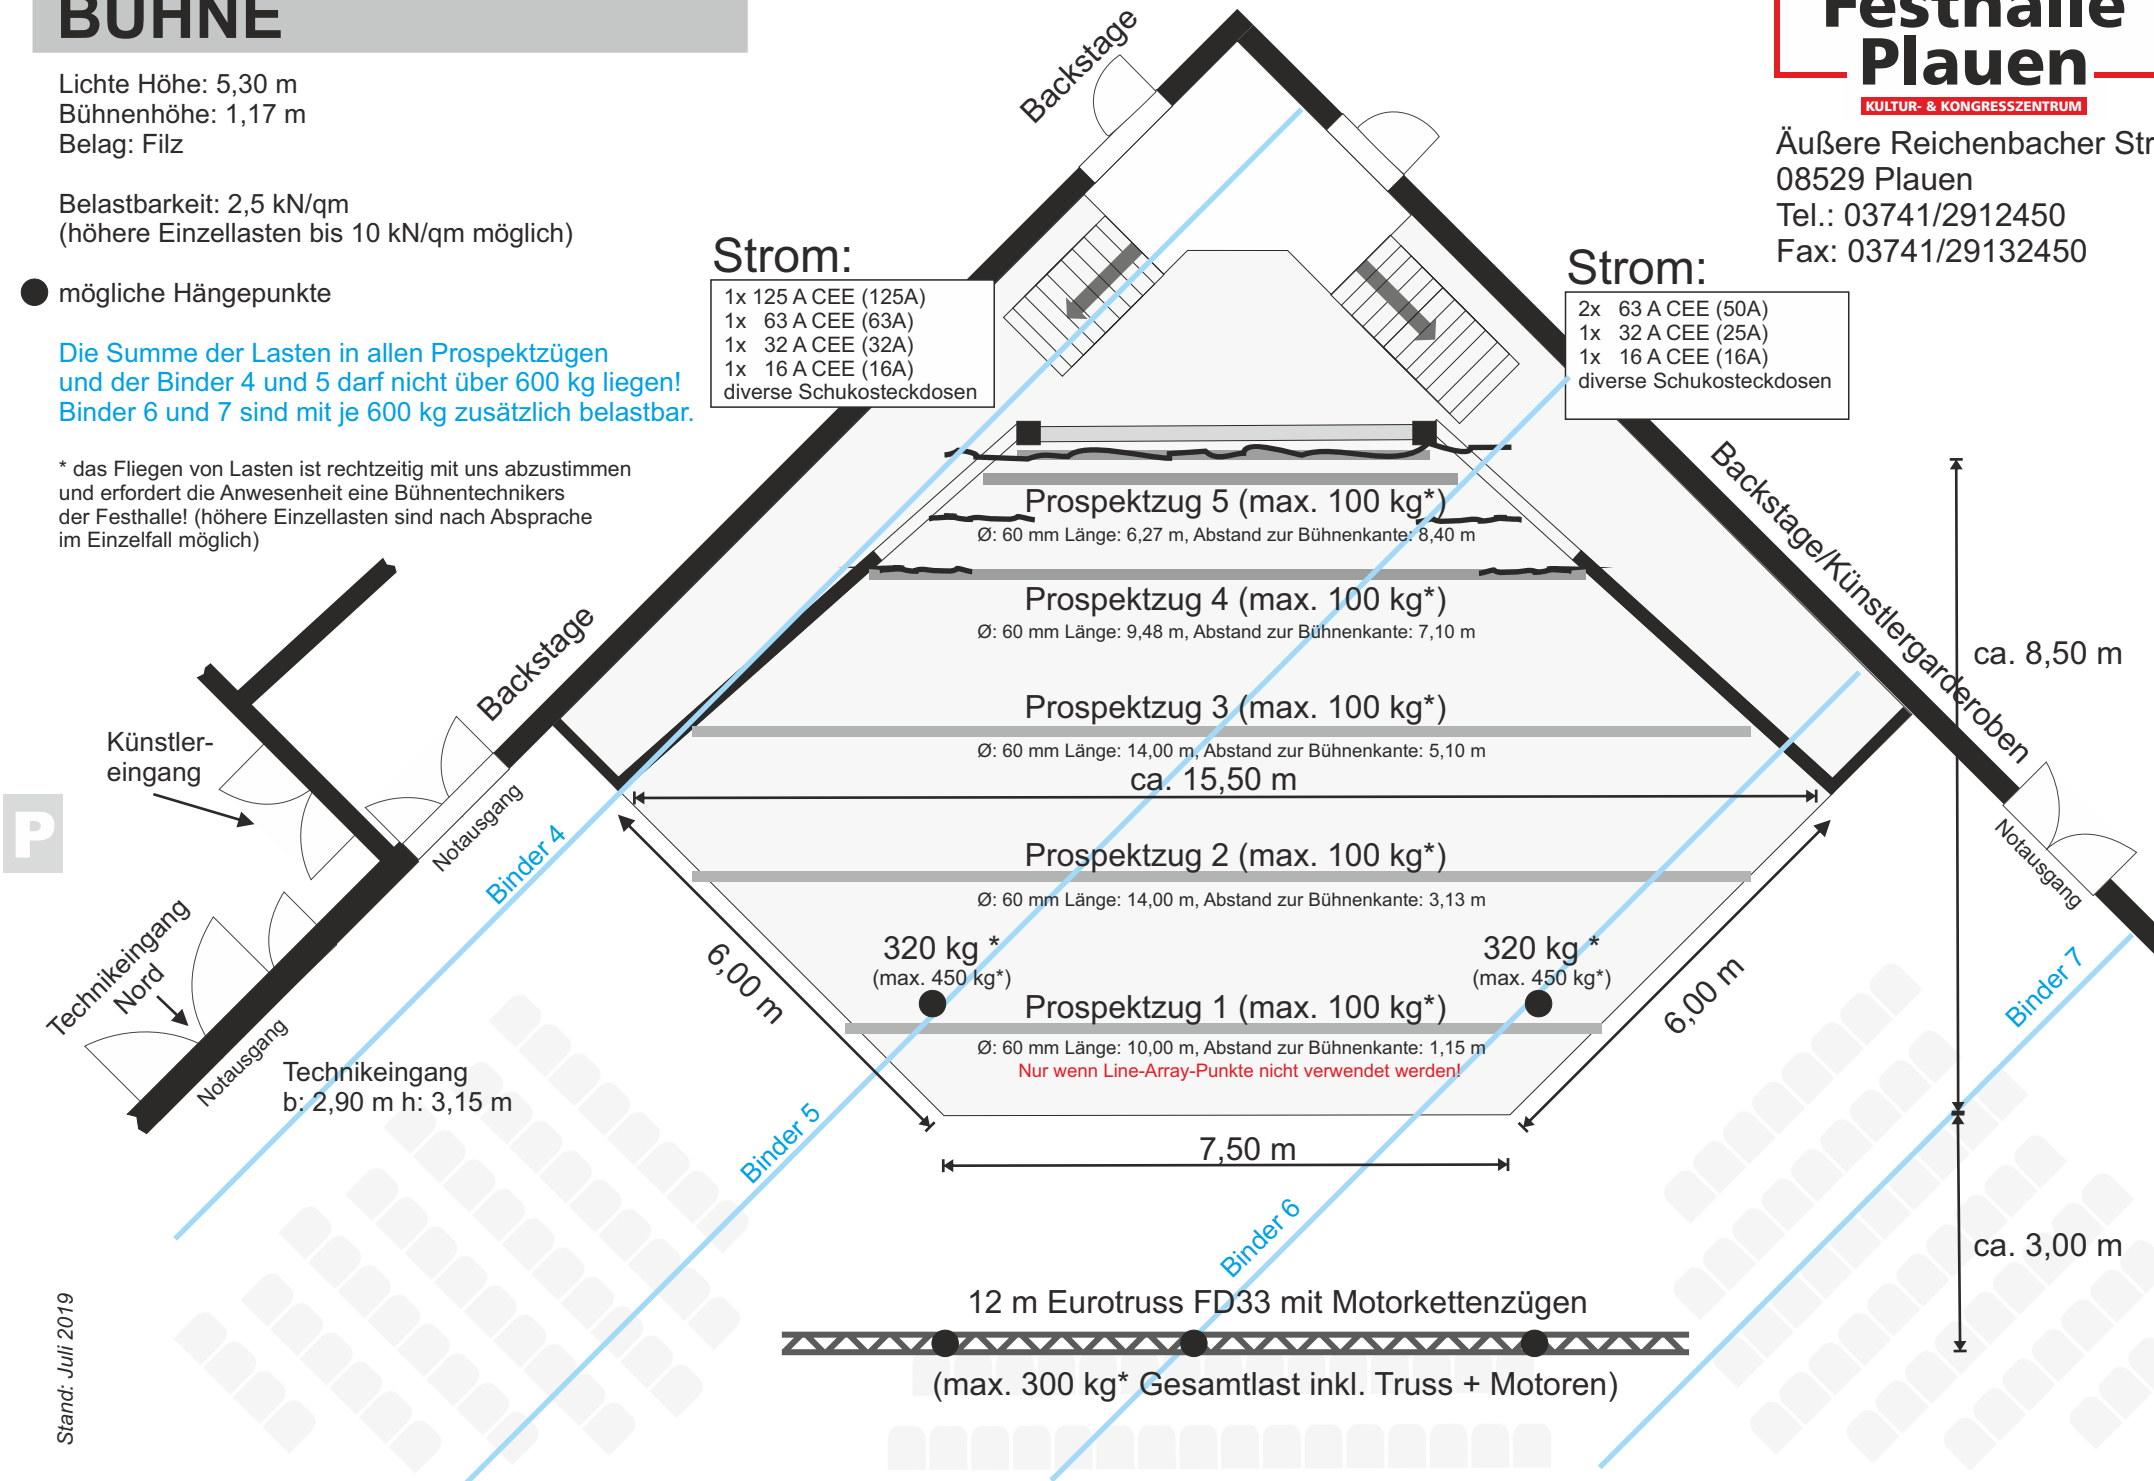 BÜHNE
Lichte Höhe: 5,30 m
Bühnenhöhe: 1,17 m
Belag: Filz
Belastbarkeit: 2,5 kN/qm
(höhere Einzellasten bis 10 kN/qm möglich)
mögliche Hängepunkte
Die Summe der Lasten in allen Prospektzügen
und der Binder 4 und 5 darf nicht über 600 kg liegen!
Binder 6 und 7 sind mit je 600 kg zusätzlich belastbar.
* das Fliegen von Lasten ist rechtzeitig mit uns abzustimmen
und erfordert die Anwesenheit eine Bühnentechnikers
der Festhalle! (höhere Einzellasten sind nach Absprache
im Einzelfall möglich)
Festhalle
Plauen
KULTUR- & KONGRESSZENTRUM
Äußere Reichenbacher Str
08529 Plauen
Tel.: 03741/2912450
Fax: 03741/29132450
Backstage
Strom:
1x 125 A CEE (125A)
1x 63 A CEE (63A)
1x 32 A CEE (32A)
1x 16 A CEE (16A)
diverse Schukosteckdosen
Strom:
2x 63 A CEE (50A)
1x 32 A CEE (25A)
1x 16 A CEE (16A)
diverse Schukosteckdosen
Prospektzug 5 (max. 100 kg*)
Ø: 60 mm Länge: 6,27 m, Abstand zur Bühnenkante: 8,40 m
Prospektzug 4 (max. 100 kg*)
Ø: 60 mm Länge: 9,48 m, Abstand zur Bühnenkante: 7,10 m
Backstage/Künstlergarderoben
ca. 8,50 m
Backstage
Prospektzug 3 (max. 100 kg*)
Ø: 60 mm Länge: 14,00 m, Abstand zur Bühnenkante: 5,10 m
ca. 15,50 m
Künstler-
eingang
P
Notausgang
Binder 4
Notausgang
Prospektzug 2 (max. 100 kg*)
Ø: 60 mm Länge: 14,00 m, Abstand zur Bühnenkante: 3,13 m
Technikeingang
Nord
Notausgang
6,00 m
320 kg *
(max. 450 kg*)
320 kg *
(max. 450 kg*)
6,00 m
Binder 7
Prospektzug 1 (max. 100 kg*)
Ø: 60 mm Länge: 10,00 m, Abstand zur Bühnenkante: 1,15 m
Nur wenn Line-Array-Punkte nicht verwendet werden!
Technikeingang
b: 2,90 m h: 3,15 m
Binder 5
7,50 m
Binder 6
ca. 3,00 m
12 m Eurotruss FD33 mit Motorkettenzügen
(max. 300 kg* Gesamtlast inkl. Truss + Motoren)
Stand: Juli 2019